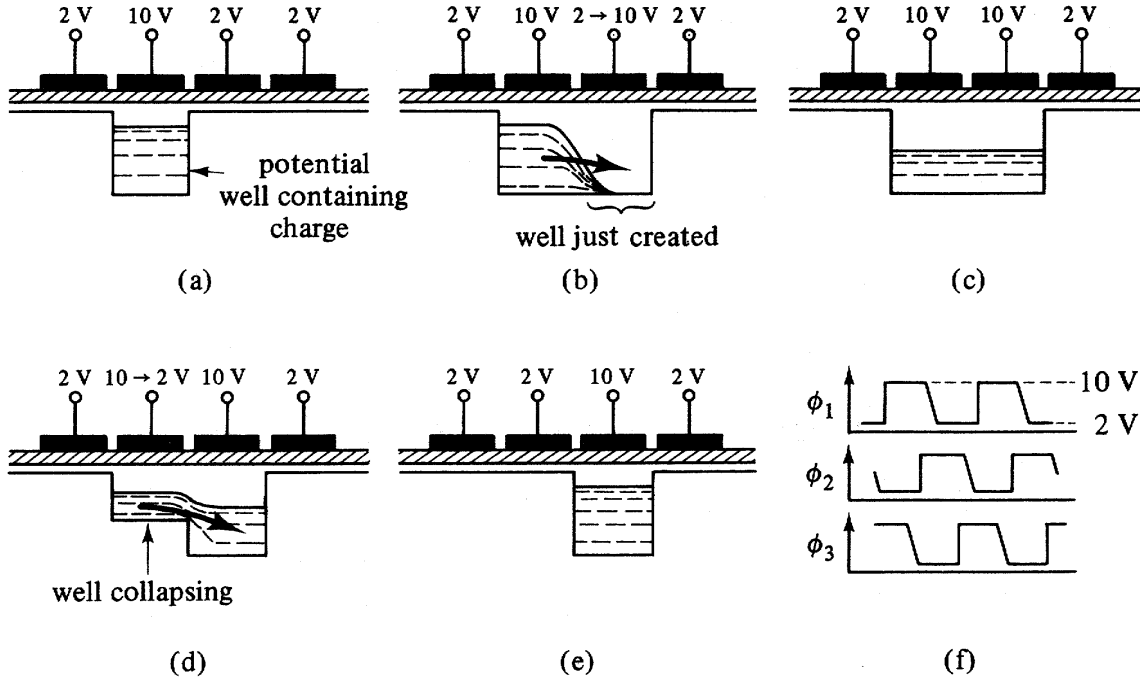 2 V 10 V 2 V 2 V
potential
well containing
charge
(a)
2 V 10 V 2 → 10 V 2 V
well just created
(b)
2 V 10 V 10 V 2 V
(c)
2 V 10 → 2 V 10 V 2 V
well collapsing
(d)
2 V 2 V 10 V 2 V
(e)
ϕ₁ 10 V
2 V
ϕ₂
ϕ₃
(f)